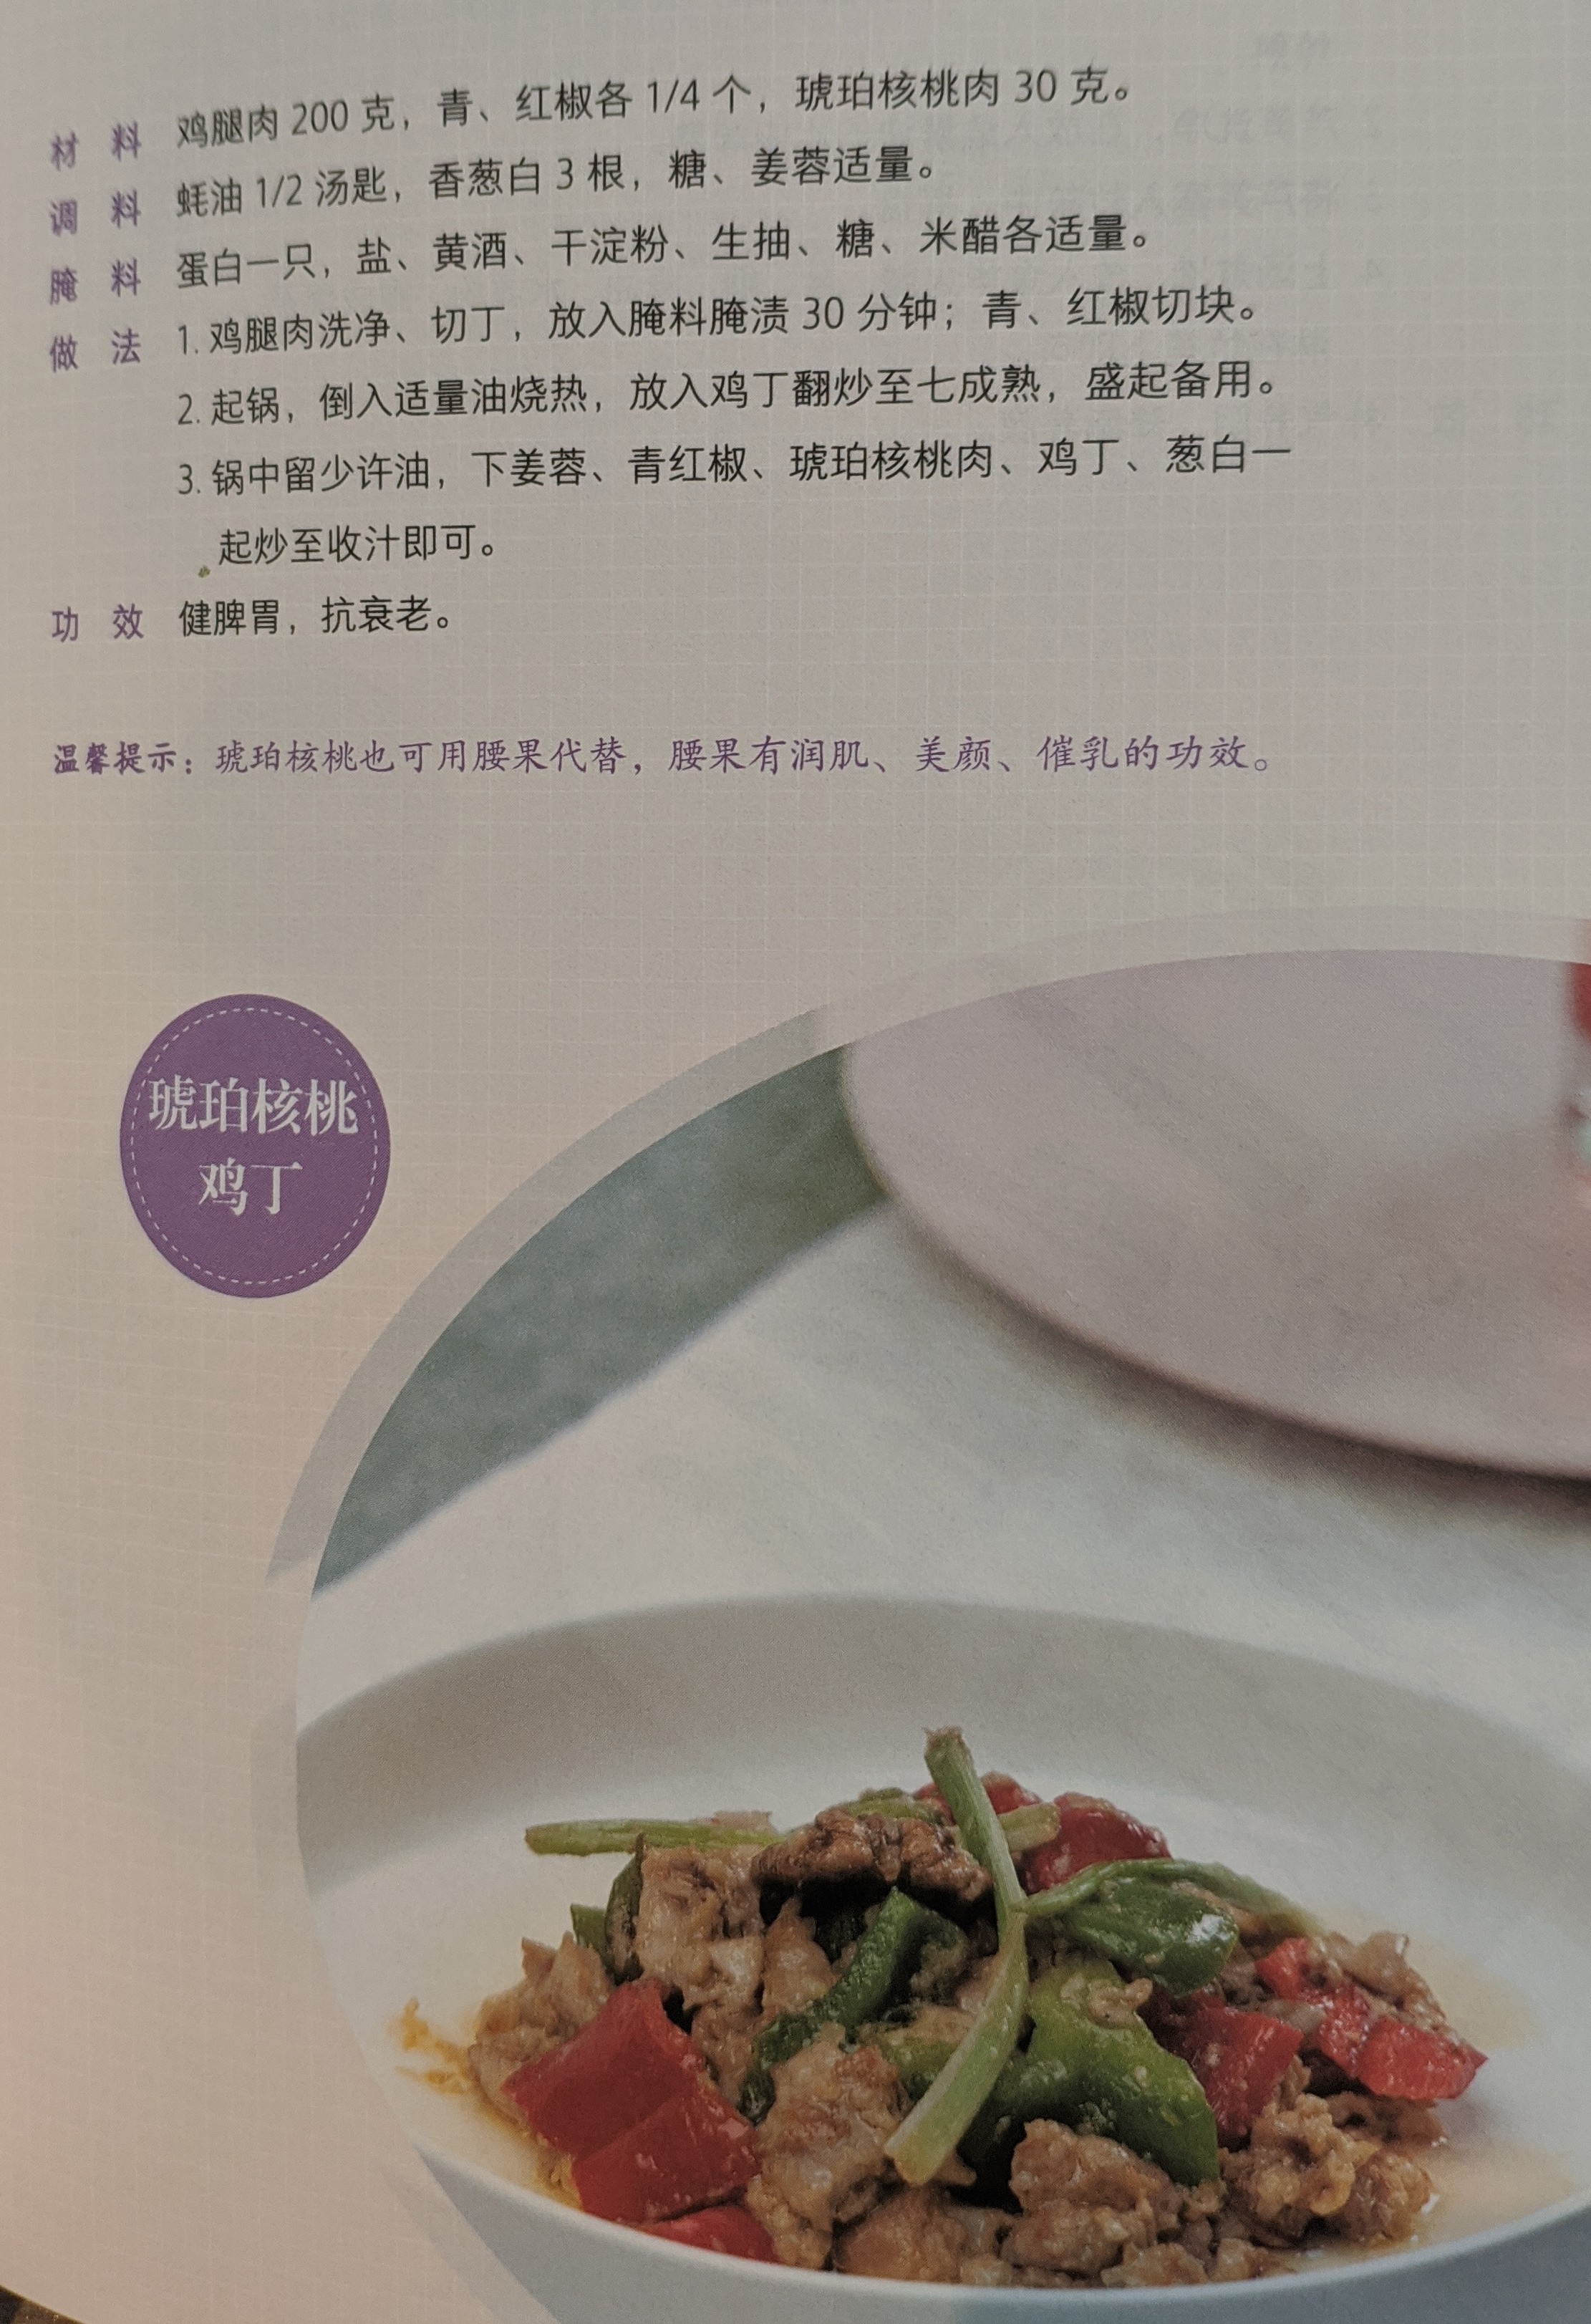 材 料 鸡腿肉 200 克，青、红椒各 1/4 个，琥珀核桃肉 30 克。
调 料 蚝油 1/2 汤匙，香葱白 3 根，糖、姜蓉适量。
腌 料 蛋白一只，盐、黄酒、干淀粉、生抽、糖、米醋各适量。
做 法 1. 鸡腿肉洗净、切丁，放入腌料腌渍 30 分钟；青、红椒切块。
2. 起锅，倒入适量油烧热，放入鸡丁翻炒至七成熟，盛起备用。
3. 锅中留少许油，下姜蓉、青红椒、琥珀核桃肉、鸡丁、葱白一
起炒至收汁即可。
功 效 健脾胃，抗衰老。
温馨提示：琥珀核桃也可用腰果代替，腰果有润肌、美颜、催乳的功效。
琥珀核桃
鸡丁